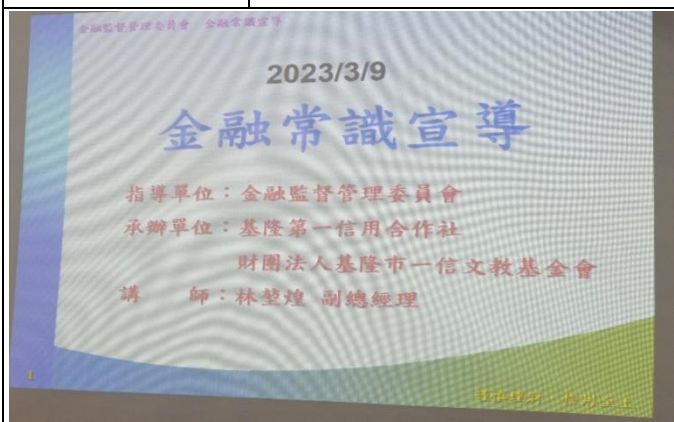 金融監督管理委員會 金融常識宣導
2023/3/9
金融常識宣導
指導單位：金融監督管理委員會
承辦單位：基隆第一信用合作社
財團法人基隆市一信文教基金會
講 師：林堃煌 副總經理
1